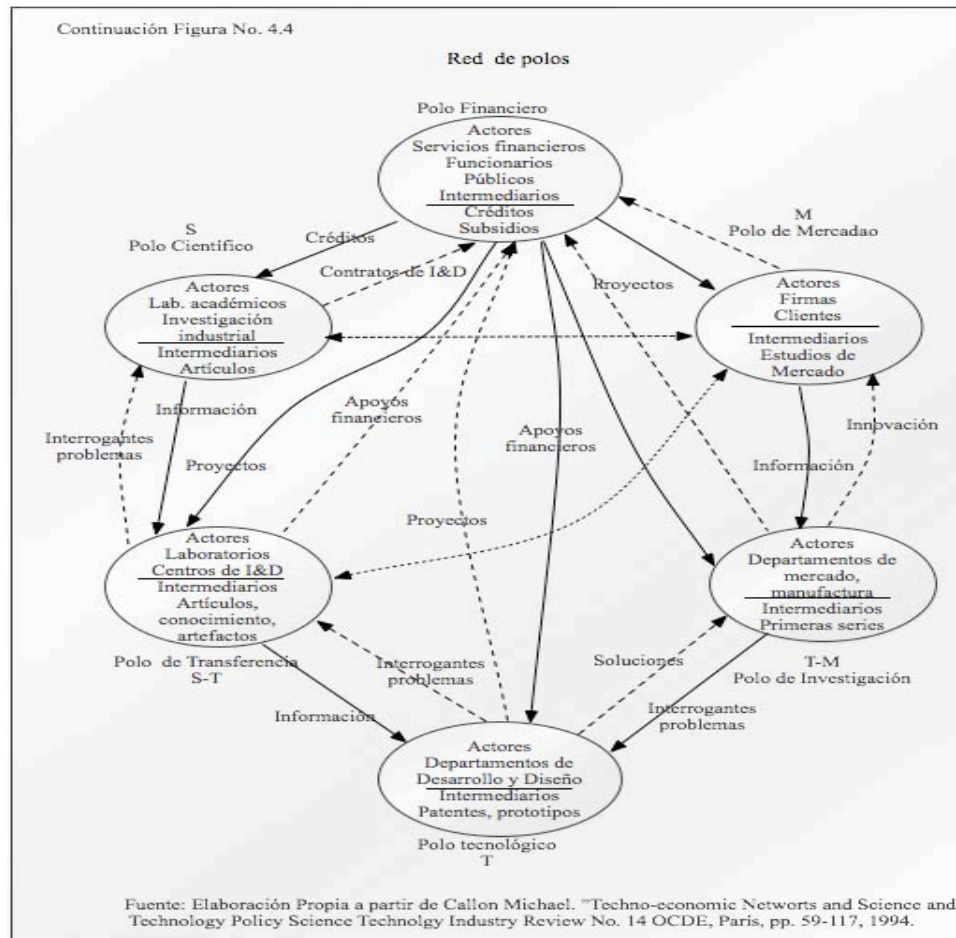 Continuación Figura No. 4.4
Red de polos
Polo Financiero
Actores
Servicios financieros
Funcionarios
Públicos
Intermediarios
Créditos
Subsidios
S
Polo Científico
Créditos
Contratos de I&D
M
Polo de Mercadao
Proyectos
Actores
Lab. académicos
Investigación
industrial
Intermediarios
Artículos
Actores
Firmas
Clientes
Intermediarios
Estudios de
Mercado
Información
Interrogantes
problemas
Proyectos
Apoyos
financieros
Apoyos
financieros
Innovación
Información
Proyectos
Actores
Laboratorios
Centros de I&D
Intermediarios
Artículos,
conocimiento,
artefactos
Polo de Transferencia
S-T
Actores
Departamentos de
mercado,
manufactura
Intermediarios
Primeras series
T-M
Polo de Investigación
Interrogantes
problemas
Soluciones
Información
Interrogantes
problemas
Actores
Departamentos de
Desarrollo y Diseño
Intermediarios
Patentes, prototipos
Polo tecnológico
T
Fuente: Elaboración Propia a partir de Callon Michael. "Techno-economic Networts and Science and
Technology Policy Science Technolgy Industry Review No. 14 OCDE, París, pp. 59-117, 1994.